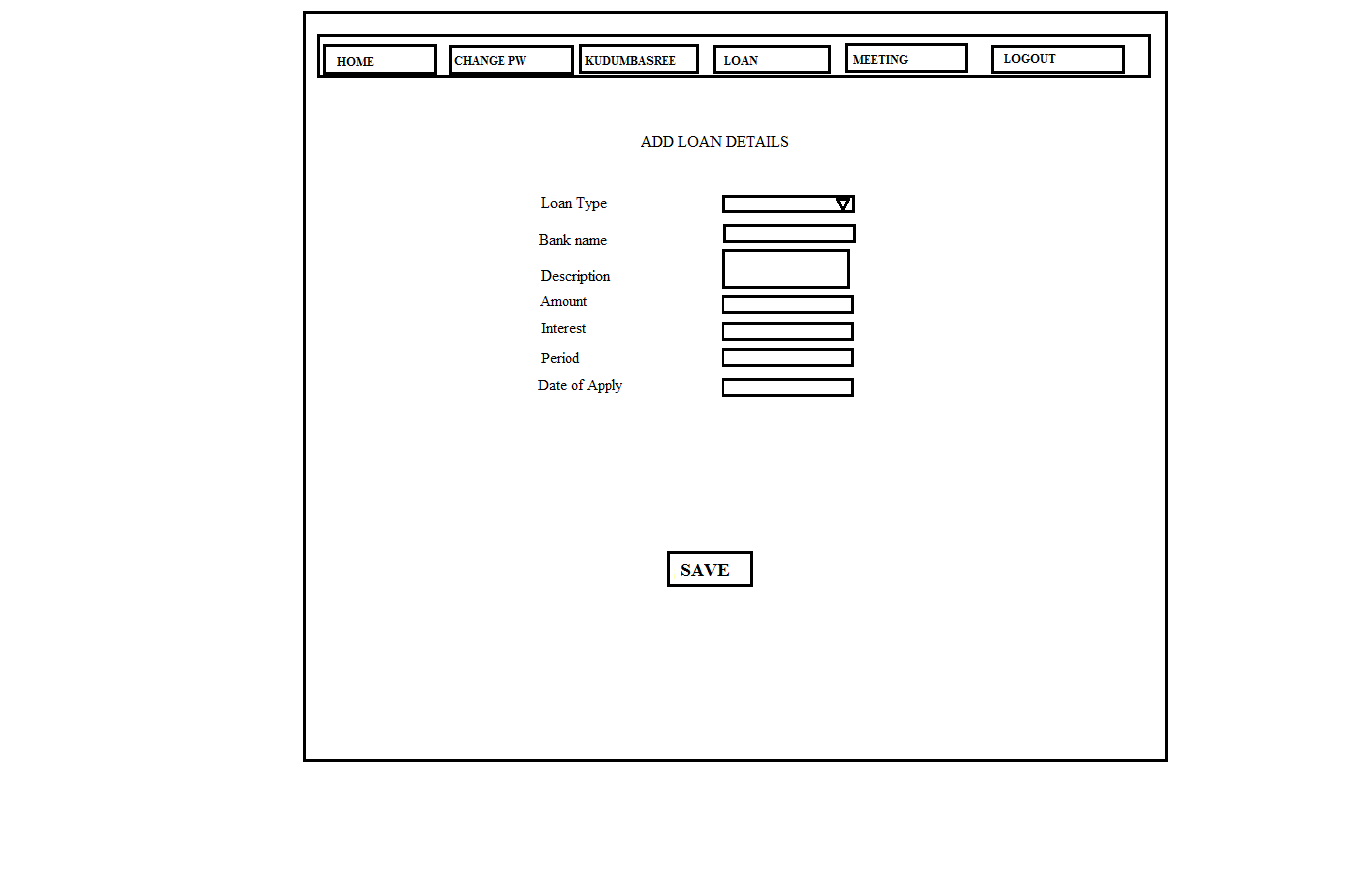 HOME CHANGE PW KUDUMBASREE LOAN MEETING LOGOUT
ADD LOAN DETAILS
Loan Type
Bank name
Description
Amount
Interest
Period
Date of Apply
SAVE